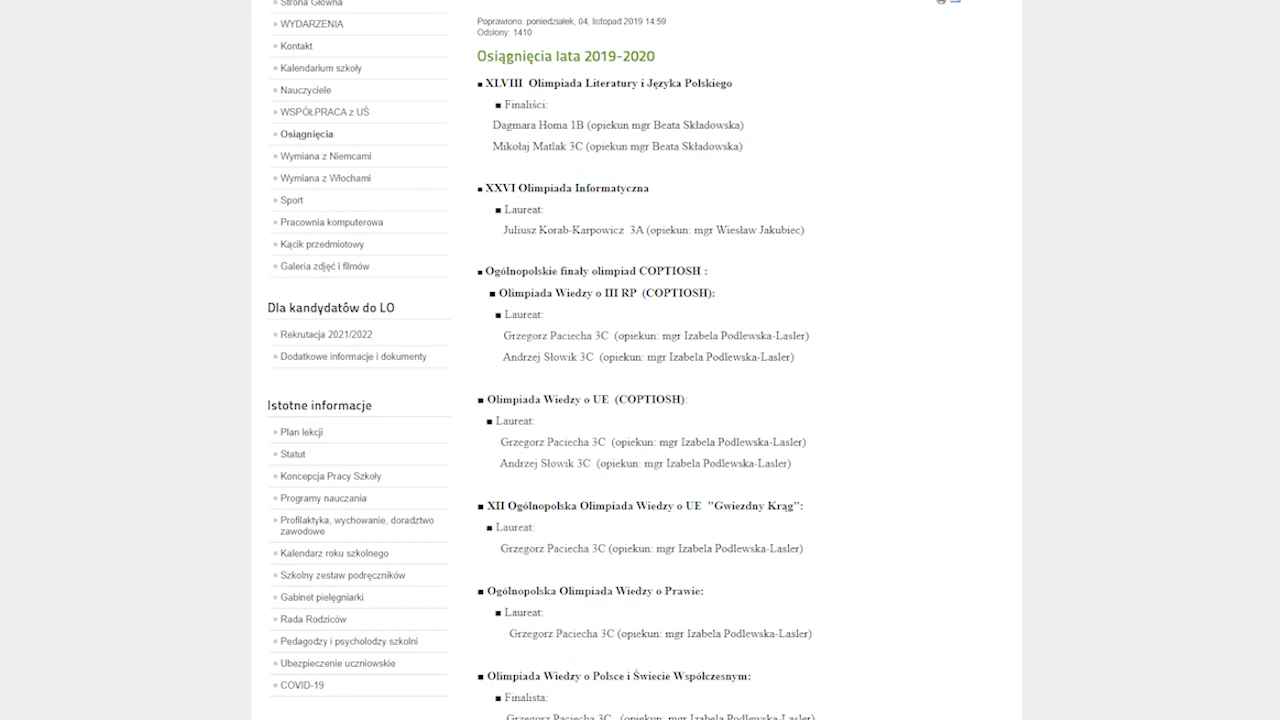 Strona Główna
WYDARZENIA
Kontakt
Kalendarium szkoły
Nauczyciele
WSPÓŁPRACA z UŚ
Osiągnięcia
Wymiana z Niemcami
Wymiana z Włochami
Sport
Pracownia komputerowa
Kącik przedmiotowy
Galeria zdjęć i filmów
Dla kandydatów do LO
Rekrutacja 2021/2022
Dodatkowe informacje i dokumenty
Istotne informacje
Plan lekcji
Statut
Koncepcja Pracy Szkoły
Programy nauczania
Profilaktyka, wychowanie, doradztwo
zawodowe
Kalendarz roku szkolnego
Szkolny zestaw podręczników
Gabinet pielęgniarki
Rada Rodziców
Pedagodzy i psycholodzy szkolni
Ubezpieczenie uczniowskie
COVID-19
Poprawiono: poniedziałek, 04, listopad 2019 14:59
Odsłony: 1410
Osiągnięcia lata 2019-2020
XLVIII Olimpiada Literatury i Języka Polskiego
Finaliści:
Dagmara Homa 1B (opiekun mgr Beata Składowska)
Mikołaj Matlak 3C (opiekun mgr Beata Składowska)
XXVI Olimpiada Informatyczna
Laureat:
Juliusz Korab-Karpowicz 3A (opiekun: mgr Wiesław Jakubiec)
Ogólnopolskie finały olimpiad COPTIOSH :
Olimpiada Wiedzy o III RP (COPTIOSH):
Laureat:
Grzegorz Paciecha 3C (opiekun: mgr Izabela Podlewska-Lasler)
Andrzej Słowik 3C (opiekun: mgr Izabela Podlewska-Lasler)
Olimpiada Wiedzy o UE (COPTIOSH):
Laureat:
Grzegorz Paciecha 3C (opiekun: mgr Izabela Podlewska-Lasler)
Andrzej Słowik 3C (opiekun: mgr Izabela Podlewska-Lasler)
XII Ogólnopolska Olimpiada Wiedzy o UE "Gwiezdny Krąg":
Laureat:
Grzegorz Paciecha 3C (opiekun: mgr Izabela Podlewska-Lasler)
Ogólnopolska Olimpiada Wiedzy o Prawie:
Laureat:
Grzegorz Paciecha 3C (opiekun: mgr Izabela Podlewska-Lasler)
Olimpiada Wiedzy o Polsce i Świecie Współczesnym:
Finalista:
Grzegorz Paciecha 3C (opiekun: mgr Izabela Podlewska-Lasler)